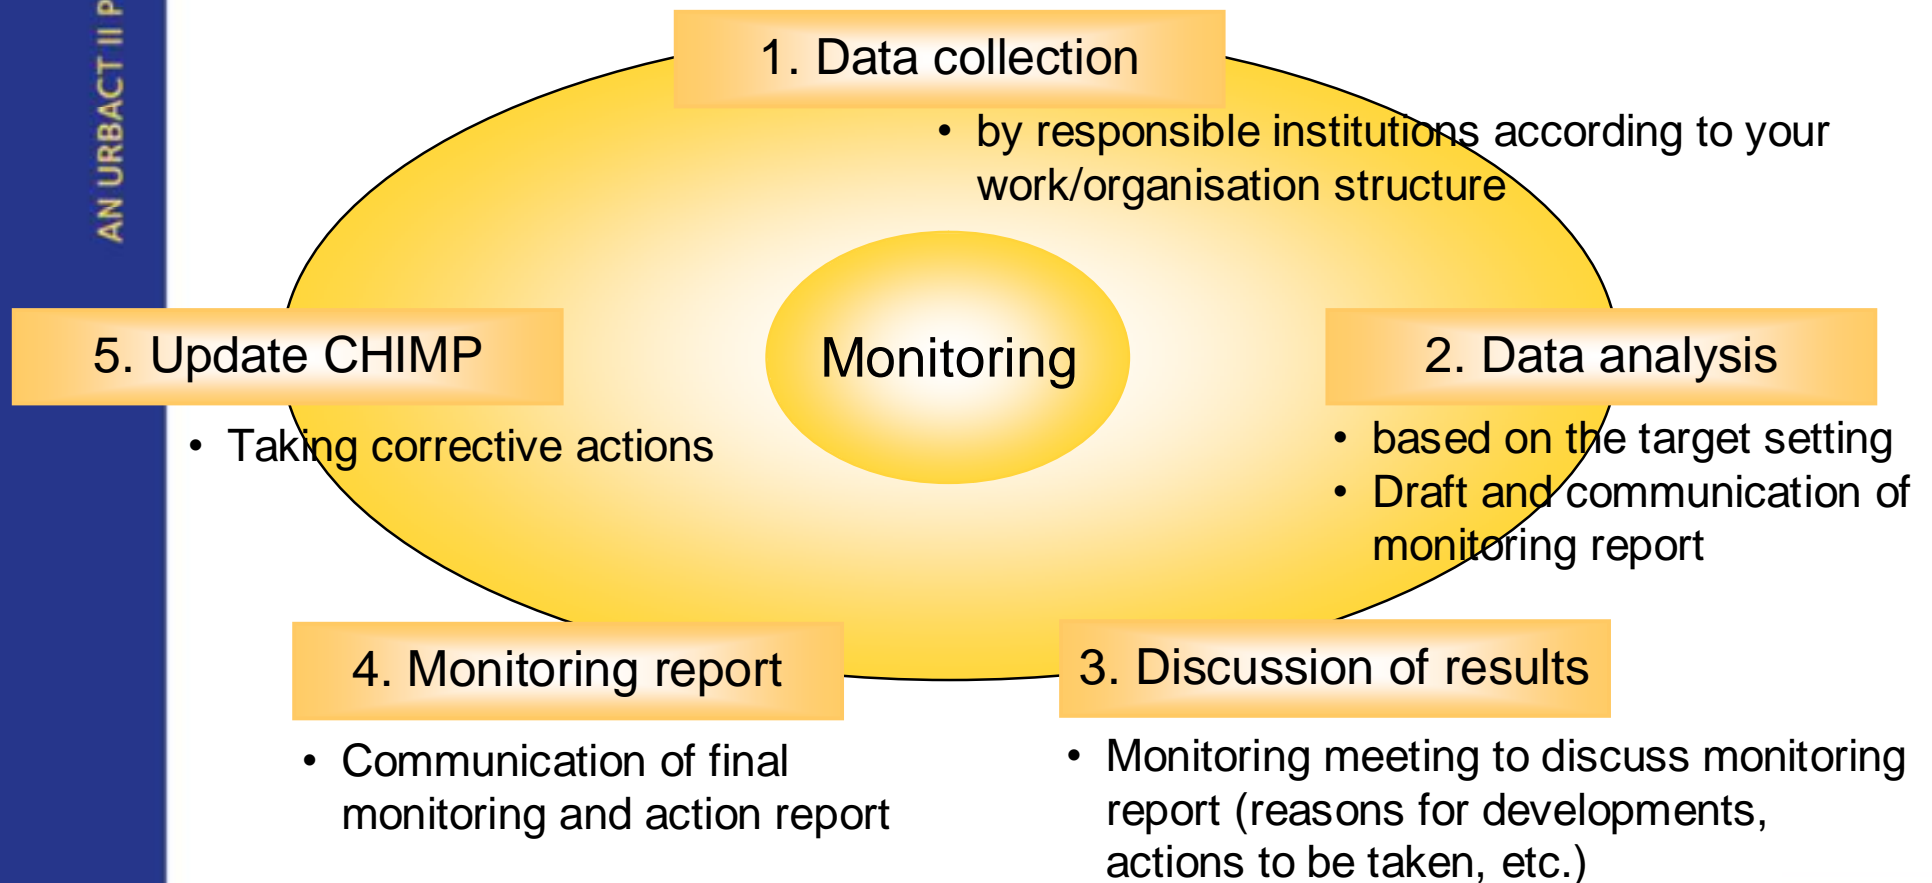 AN URBACT II P
1. Data collection
• by responsible institutions according to your
work/organisation structure
Monitoring
2. Data analysis
• based on the target setting
• Draft and communication of
monitoring report
3. Discussion of results
• Monitoring meeting to discuss monitoring
report (reasons for developments,
actions to be taken, etc.)
4. Monitoring report
• Communication of final
monitoring and action report
5. Update CHIMP
• Taking corrective actions